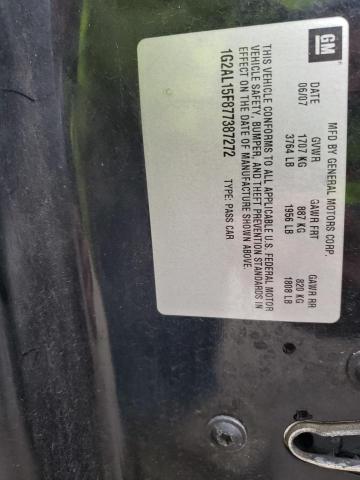 GM
MFD BY GENERAL MOTORS CORP.
DATE GVWR GAWR FRT GAWR RR
06/07 1707 KG 887 KG 820 KG
3764 LB 1956 LB 1808 LB
THIS VEHICLE CONFORMS TO ALL APPLICABLE U.S. FEDERAL MOTOR
VEHICLE SAFETY, BUMPER, AND THEFT PREVENTION STANDARDS IN
EFFECT ON THE DATE OF MANUFACTURE SHOWN ABOVE.
1G2AL15F877387272 TYPE: PASS CAR